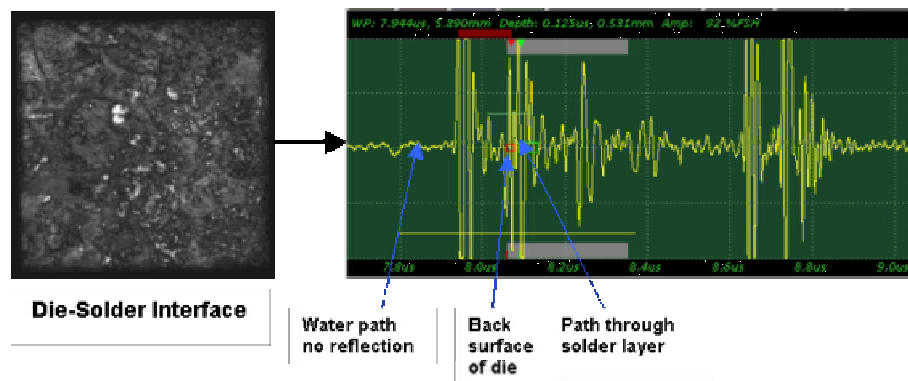 WP: 7.944us, 5.890mm Depth: 0.125us, 0.531mm Amp: 92.%FSH
7.8us 8.0us 8.2us 8.4us 8.6us 8.8us 9.0us
Die-Solder Interface
Water path
no reflection
Back
surface
of die
Path through
solder layer